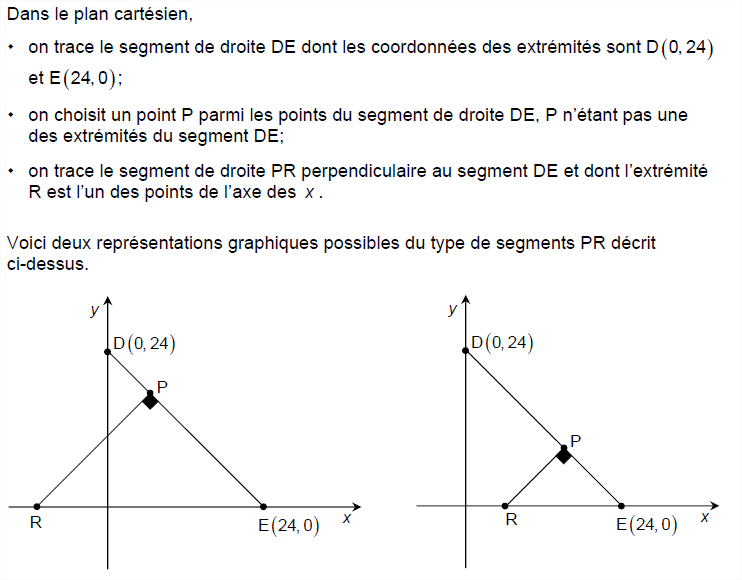 Dans le plan cartésien,
• on trace le segment de droite DE dont les coordonnées des extrémités sont D(0, 24)
et E(24, 0);
• on choisit un point P parmi les points du segment de droite DE, P n'étant pas une
des extrémités du segment DE;
• on trace le segment de droite PR perpendiculaire au segment DE et dont l'extrémité
R est l'un des points de l'axe des x.
Voici deux représentations graphiques possibles du type de segments PR décrit
ci-dessus.
y
D(0, 24)
P
R
E(24, 0)
x
y
D(0, 24)
P
R
E(24, 0)
x